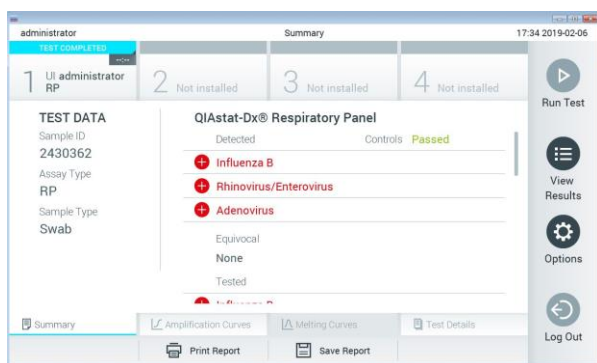 administrator Summary 17:34 2019-02-06
TEST COMPLETED
1 UI administrator RP
2 Not installed
3 Not installed
4 Not installed
Run Test
View Results
Options
Log Out
TEST DATA
Sample ID
2430362
Assay Type
RP
Sample Type
Swab
QIAstat-Dx® Respiratory Panel
Detected Controls Passed
Influenza B
Rhinovirus/Enterovirus
Adenovirus
Equivocal
None
Tested
Influenza B
Summary Amplification Curves Melting Curves Test Details
Print Report Save Report